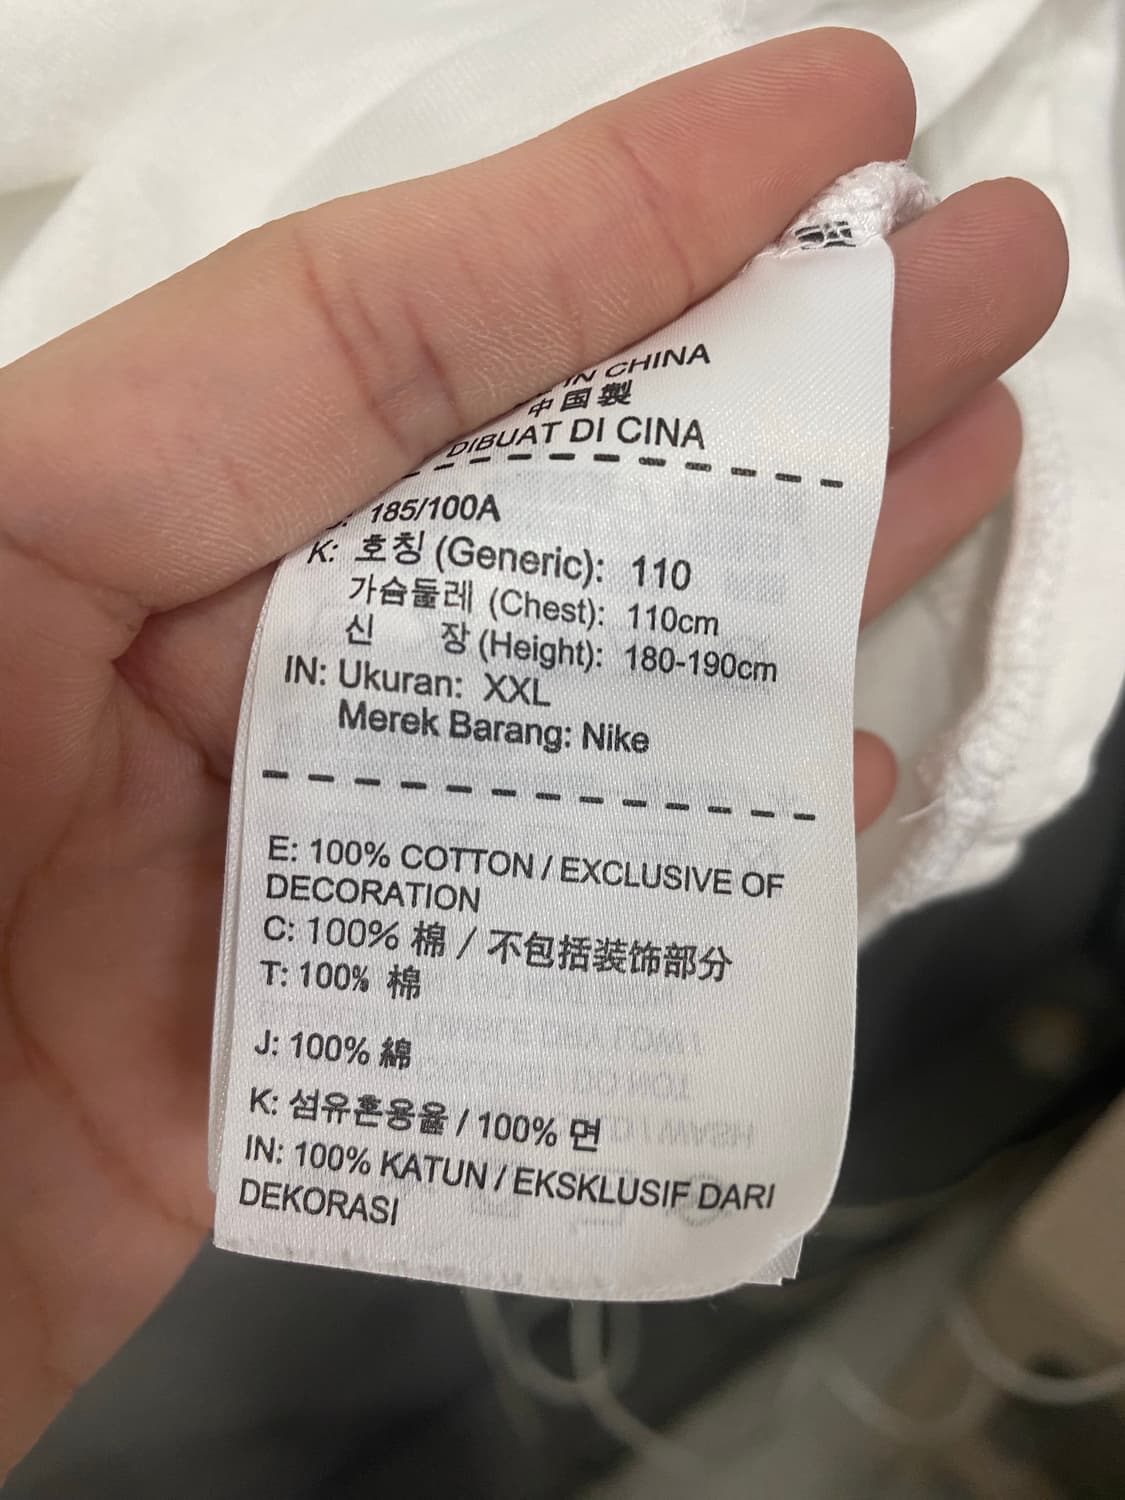 IN CHINA
中国製
DIBUAT DI CINA
185/100A
K: 호칭 (Generic): 110
가슴둘레 (Chest): 110cm
신 장 (Height): 180-190cm
IN: Ukuran: XXL
Merek Barang: Nike
E: 100% COTTON / EXCLUSIVE OF
DECORATION
C: 100% 棉 / 不包括装饰部分
T: 100% 棉
J: 100% 綿
K: 섬유혼용율 / 100% 면
IN: 100% KATUN / EKSKLUSIF DARI
DEKORASI